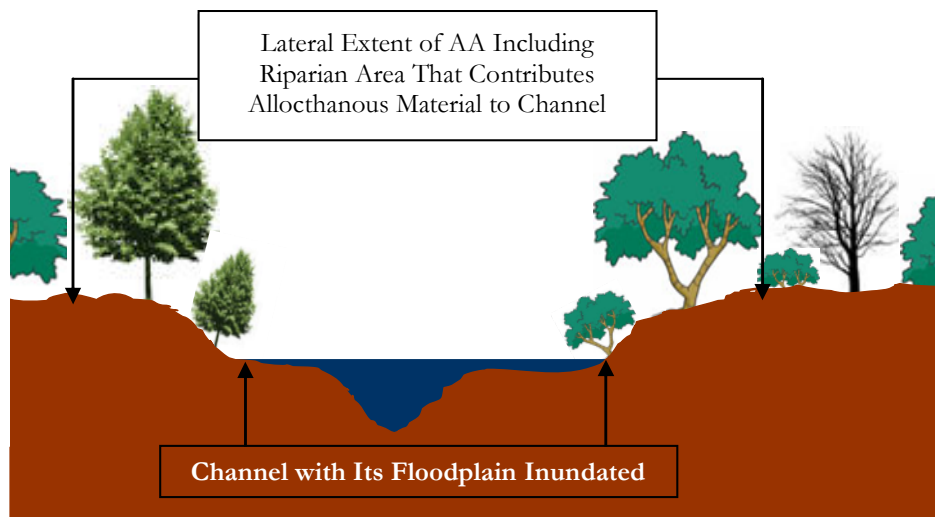 Lateral Extent of AA Including
Riparian Area That Contributes
Allocthanous Material to Channel
Channel with Its Floodplain Inundated